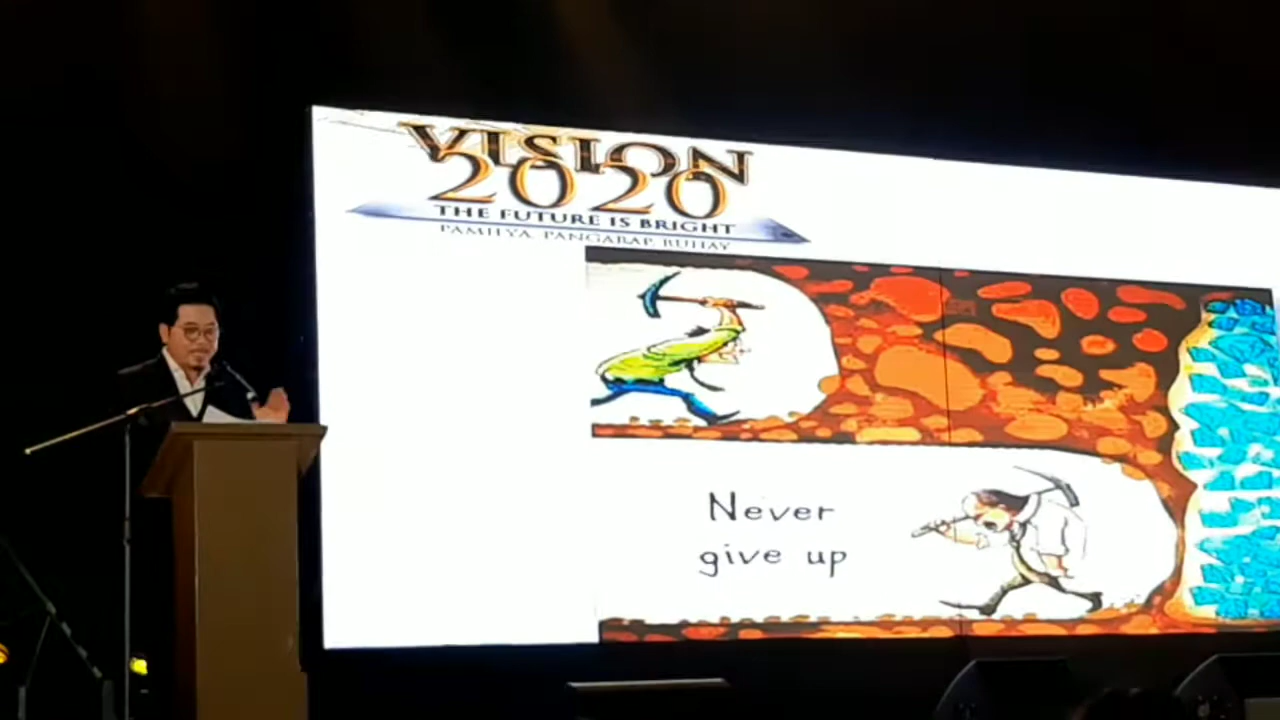 VISION
2020
THE FUTURE IS BRIGHT
PAMILYA. PANGARAP. BUHAY
Never
give up